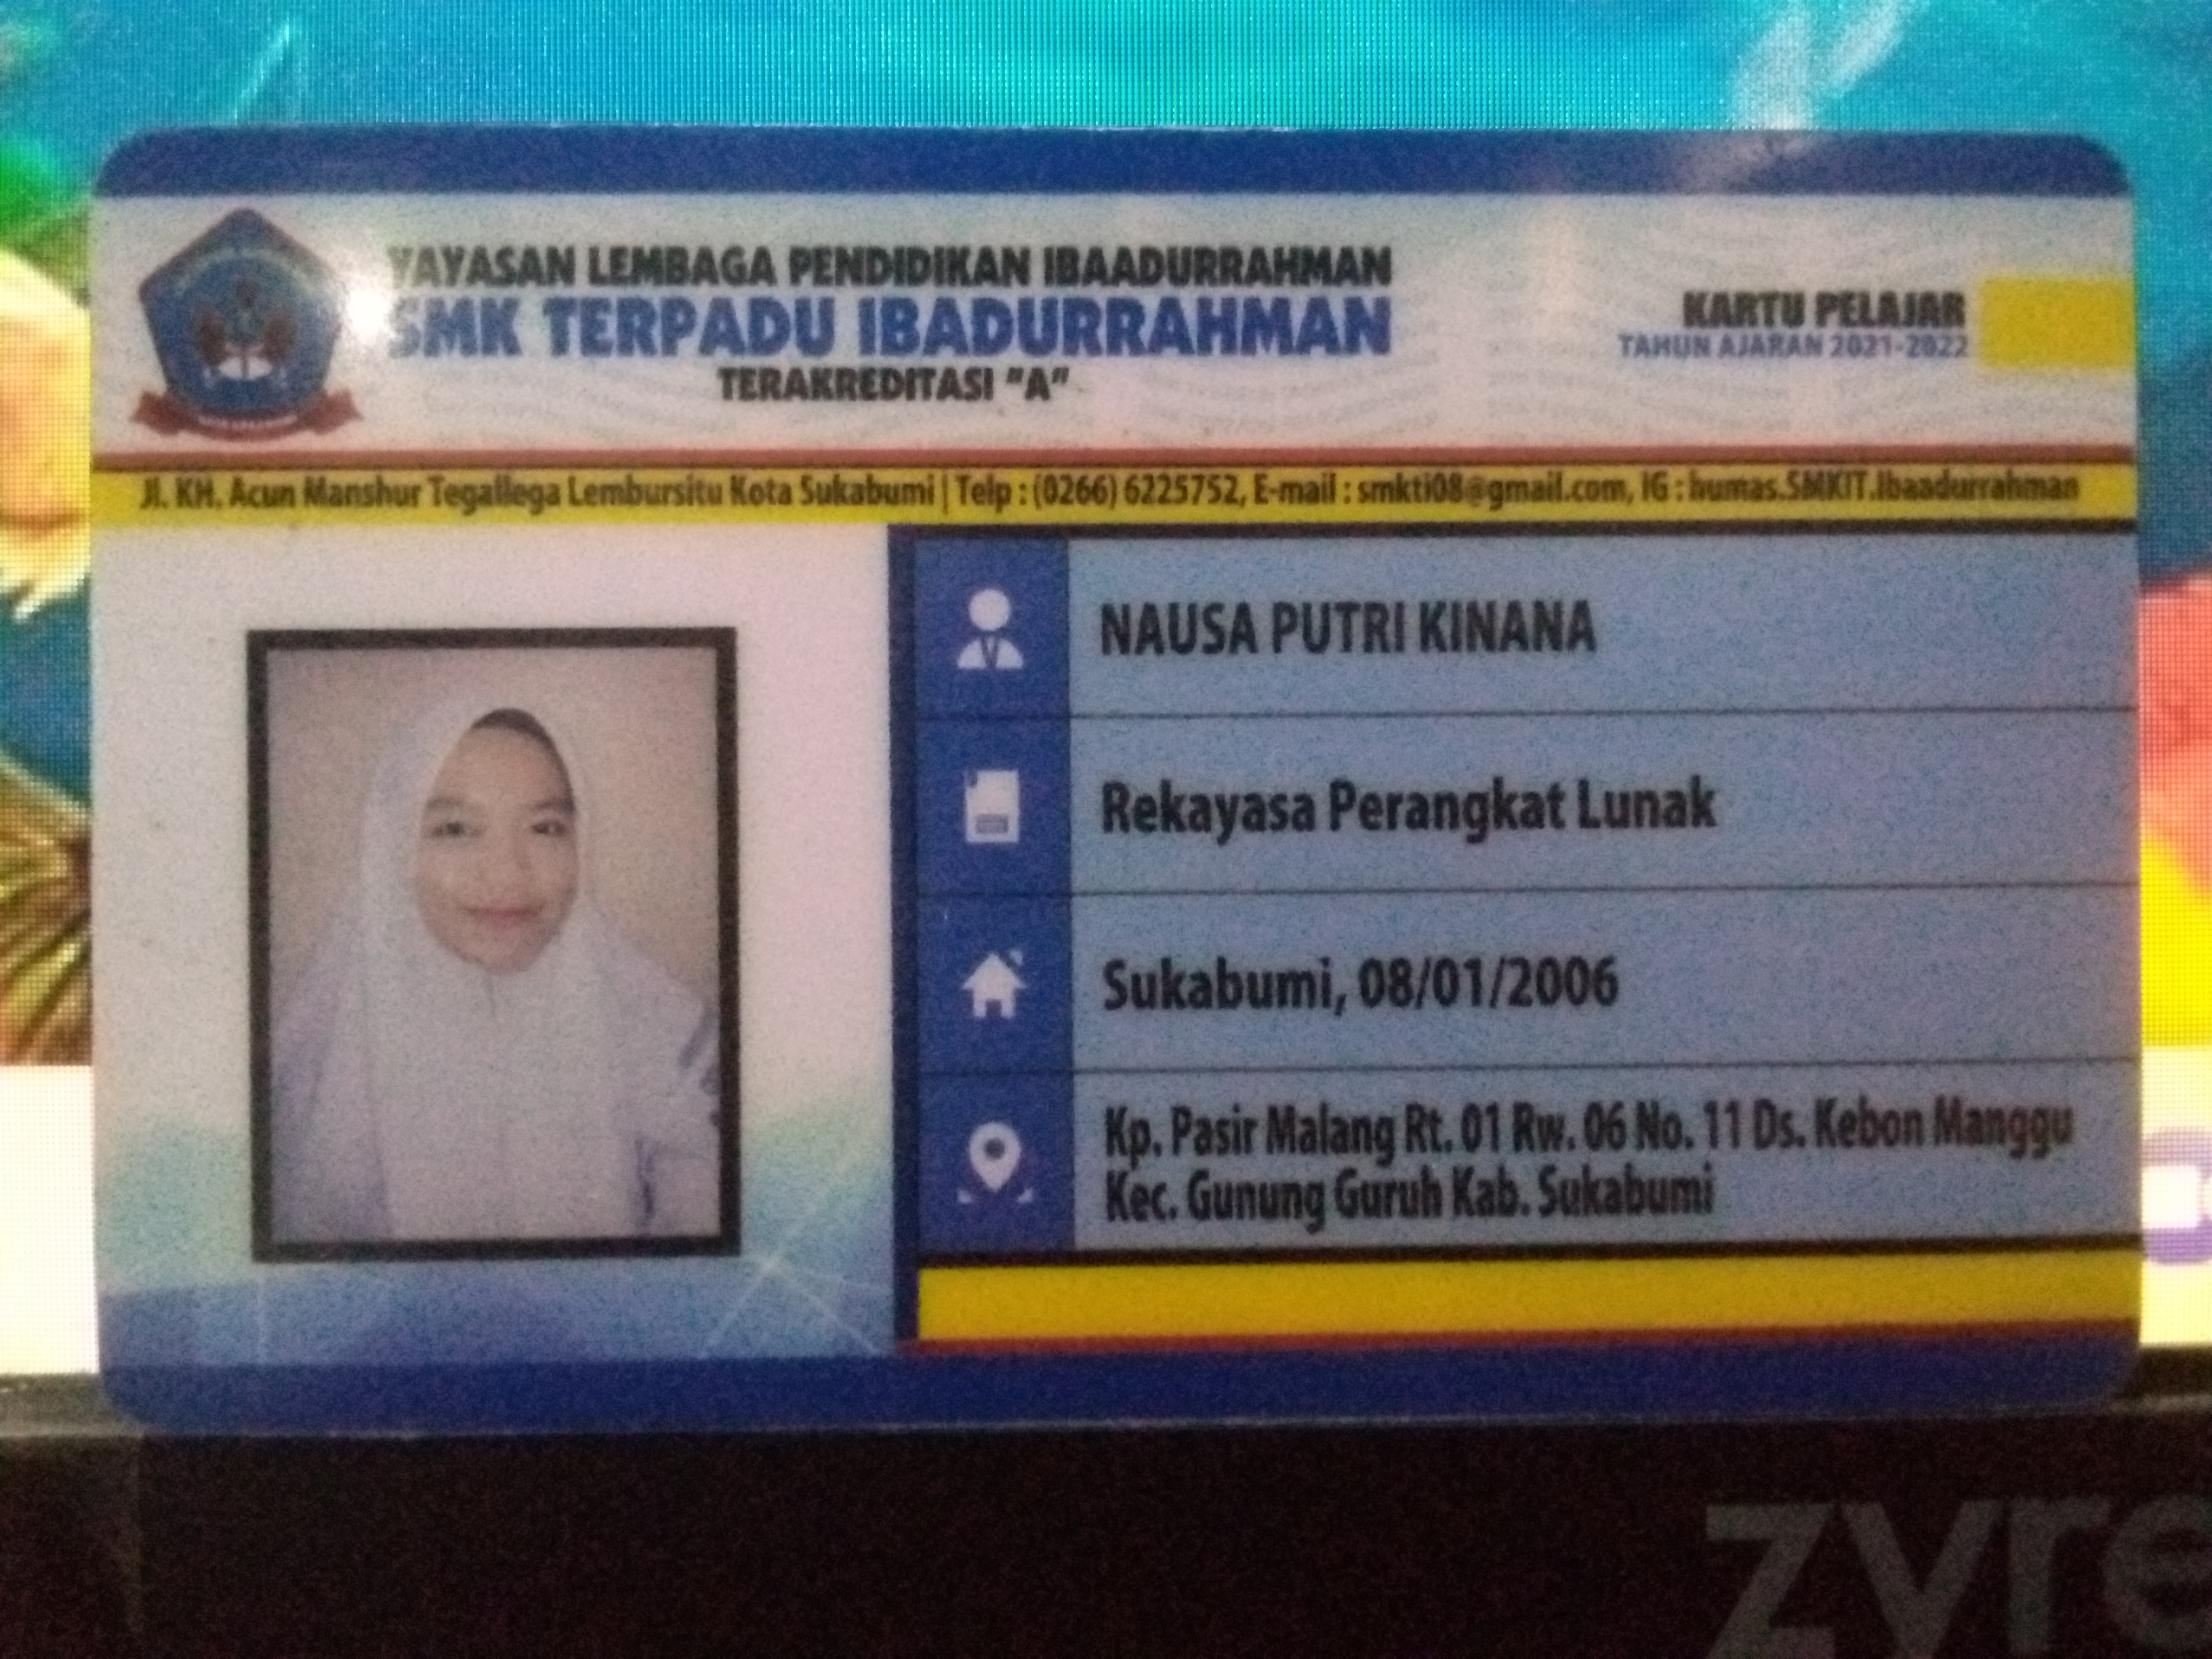 YAYASAN LEMBAGA PENDIDIKAN IBAADURRAHMAN
SMK TERPADU IBADURRAHMAN
TERAKREDITASI "A"
KARTU PELAJAR
TAHUN AJARAN 2021-2022
Jl. KH. Acun Manshur Tegallega Lembursitu Kota Sukabumi | Telp : (0266) 6225752, E-mail : smkti08@gmail.com, IG : humas.SMKIT.Ibaadurrahman
NAUSA PUTRI KINANA
Rekayasa Perangkat Lunak
Sukabumi, 08/01/2006
Kp. Pasir Malang Rt. 01 Rw. 06 No. 11 Ds. Kebon Manggu
Kec. Gunung Guruh Kab. Sukabumi
zyre